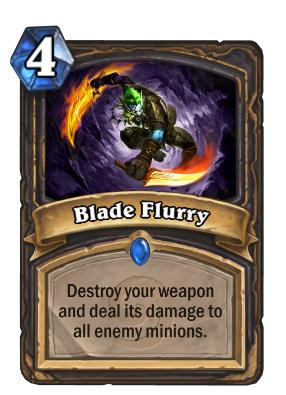 4
Blade Flurry
Destroy your weapon
and deal its damage to
all enemy minions.